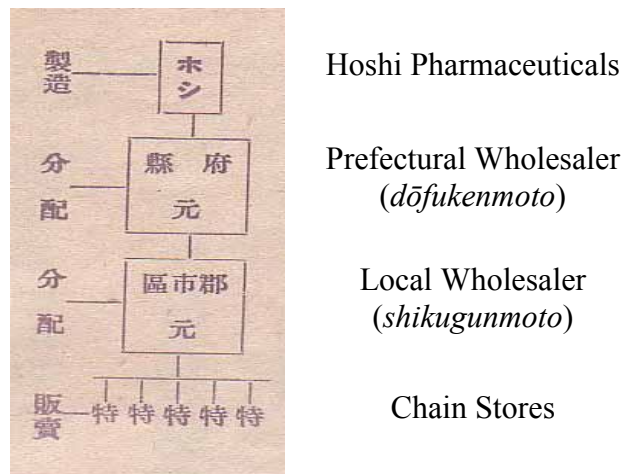 製造
ホシ
Hoshi Pharmaceuticals
分配
府縣
元
Prefectural Wholesaler
(dōfukenmoto)
分配
郡市區
元
Local Wholesaler
(shikugunmoto)
販賣
特 特 特 特 特
Chain Stores